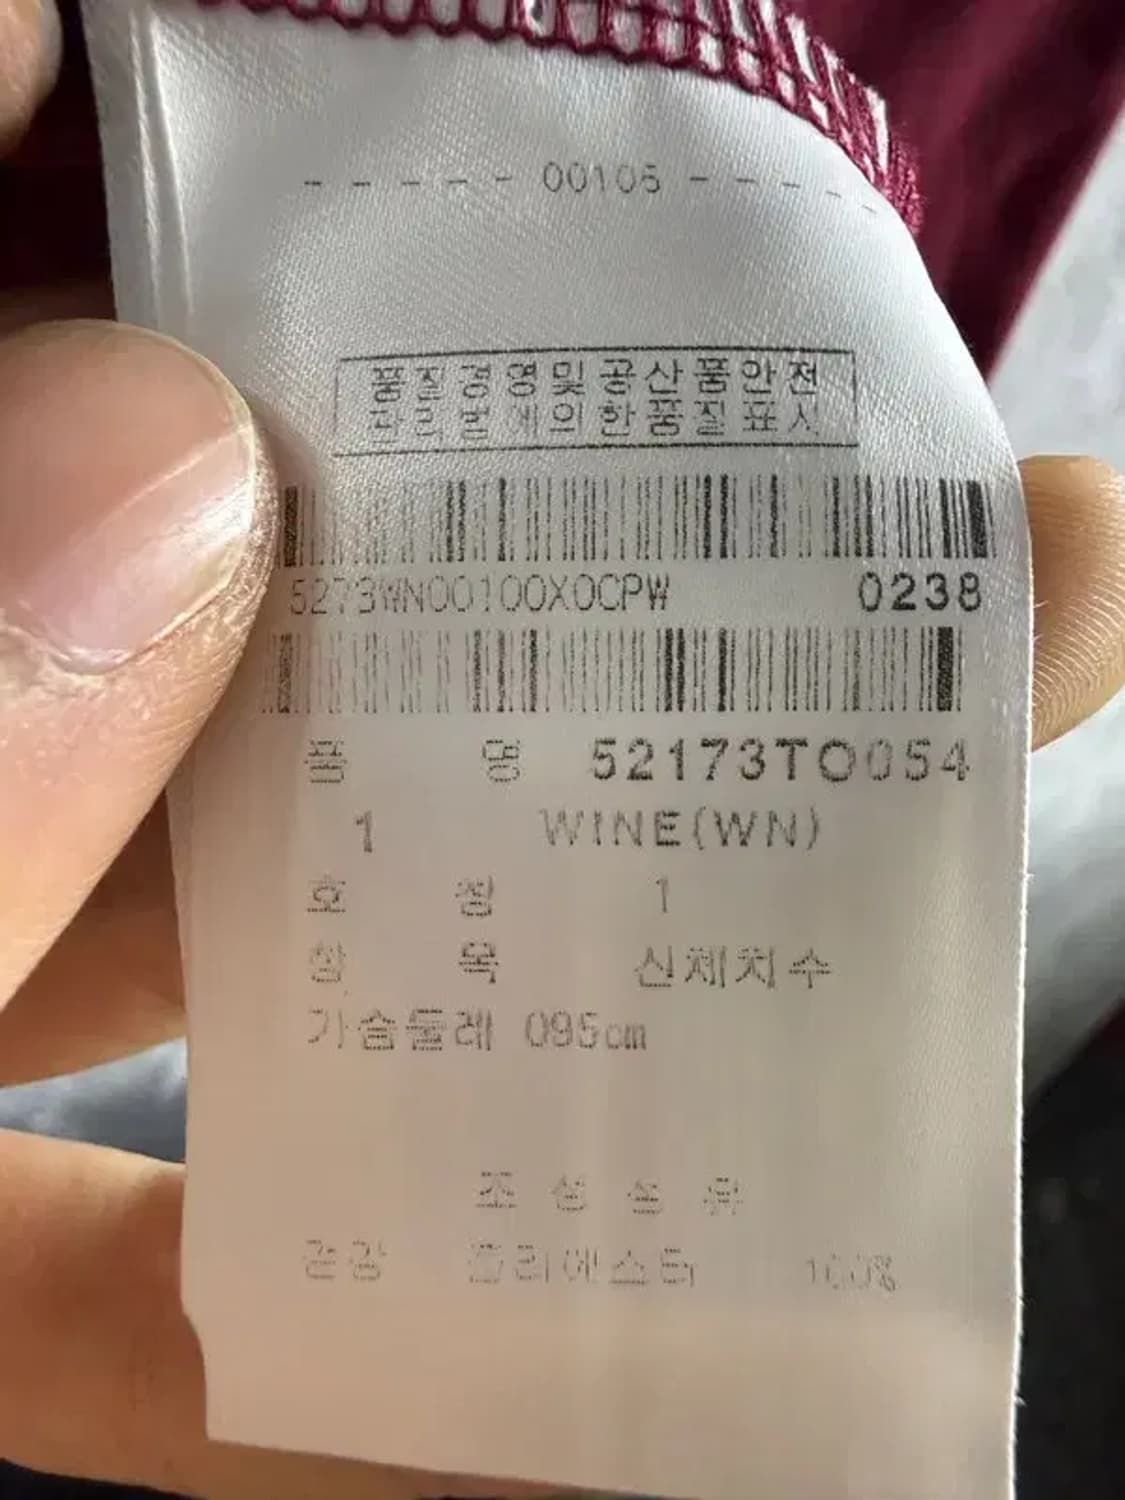 - - - - - 00105 - - - - -
품질경영및공산품안전
관리법에의한품질표시
5273WN00100X0CPW 0238
품 명 52173TO054
1 WINE(WN)
호 칭 1
항 목 신체치수
가슴둘레 095cm
조 성 섬 유
겉감 폴리에스터 100%